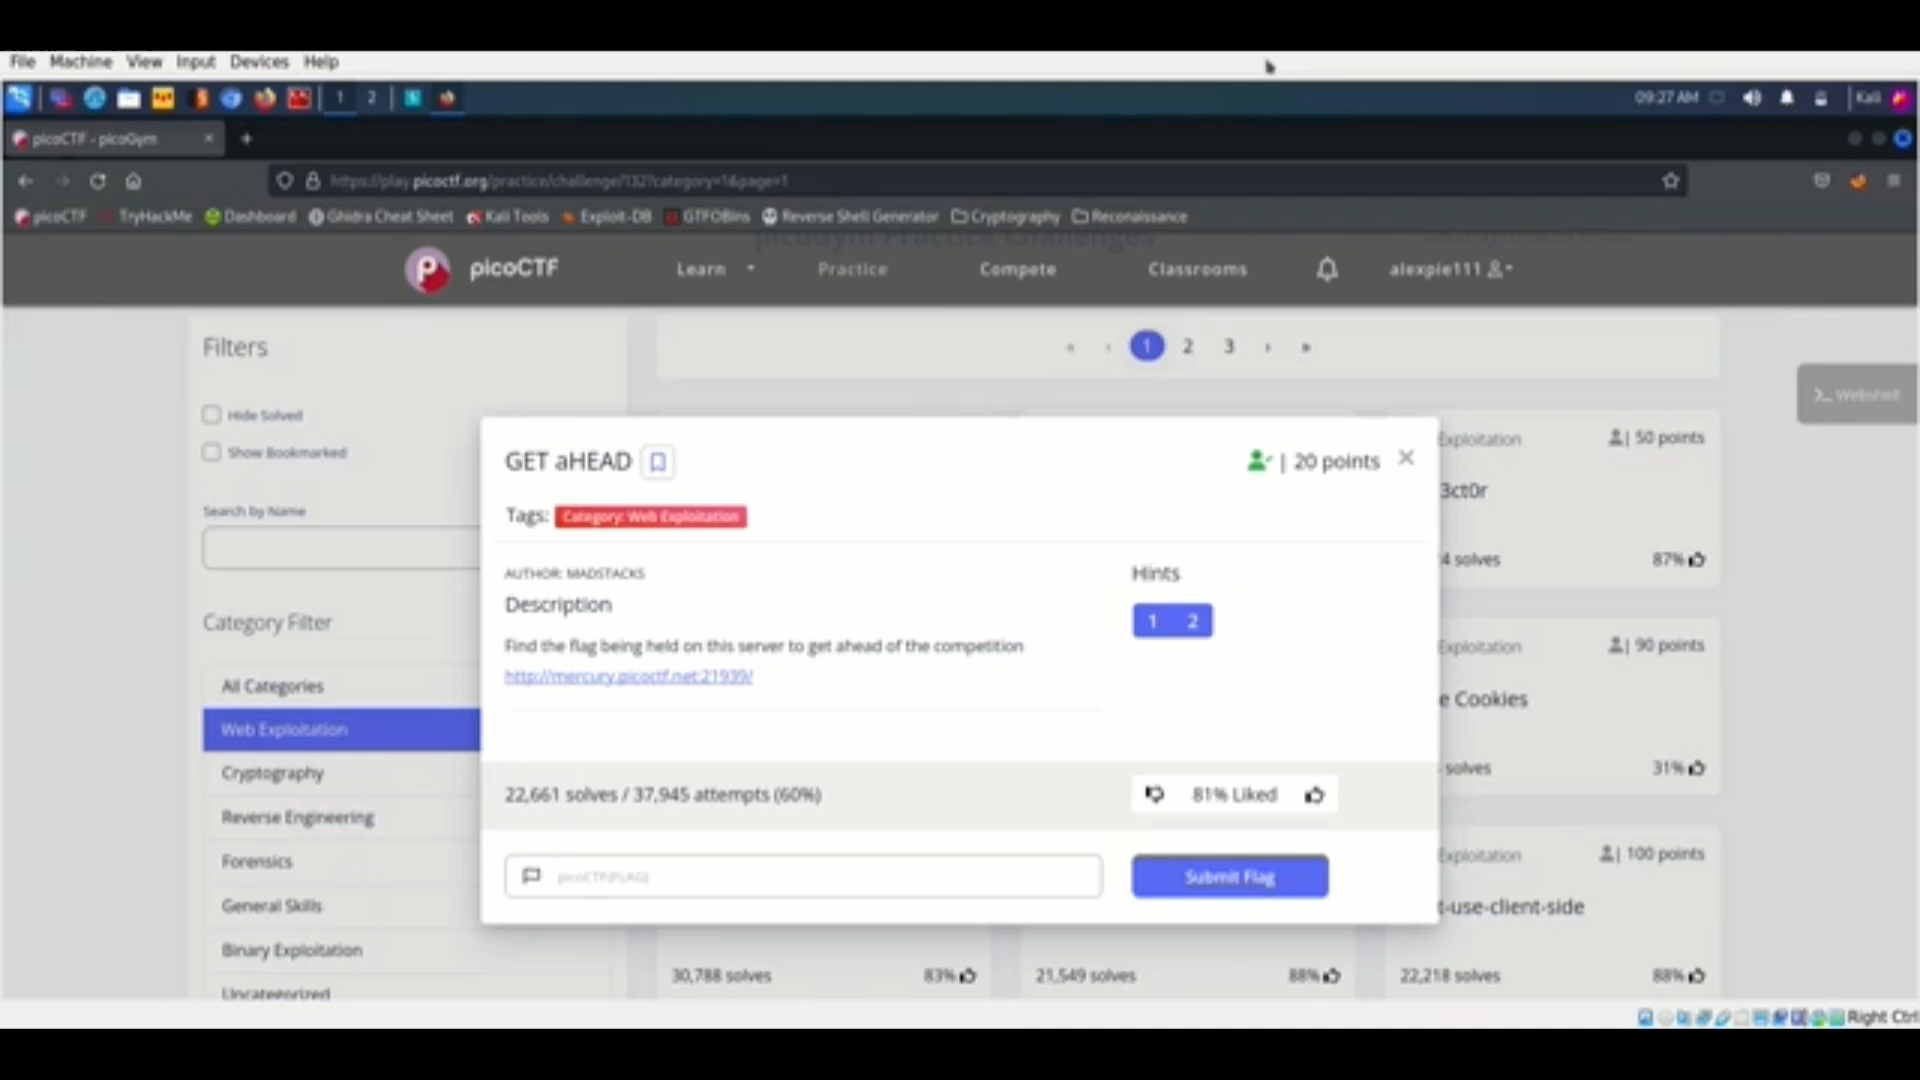 File Machine View Input Devices Help
1 2 09:27 AM Kali
picoCTF - picoGym
https://play.picoctf.org/practice/challenge/132?category=1&page=1
picoCTF TryHackMe Dashboard Ghidra Cheat Sheet Kali Tools Exploit-DB GTFOBins Reverse Shell Generator Cryptography Reconaissance
picoGym Practice Challenges
picoCTF Learn Practice Compete Classrooms alexpie111
Filters
« ‹ 1 2 3 › »
Hide Solved
Show Bookmarked
Webshell
Search by Name
Category Filter
All Categories
Web Exploitation
Cryptography
Reverse Engineering
Forensics
General Skills
Binary Exploitation
Uncategorized
GET aHEAD | 20 points
Tags: Category: Web Exploitation
AUTHOR: MADSTACKS
Description
Find the flag being held on this server to get ahead of the competition
http://mercury.picoctf.net:21939/
Hints
1 2
22,661 solves / 37,945 attempts (60%)
81% Liked
picoCTF{FLAG}
Submit Flag
Exploitation | 50 points
3ct0r
4 solves 87%
Exploitation | 90 points
e Cookies
solves 31%
Exploitation | 100 points
t-use-client-side
30,788 solves 83%
21,549 solves 88%
22,218 solves 88%
Right Ctrl